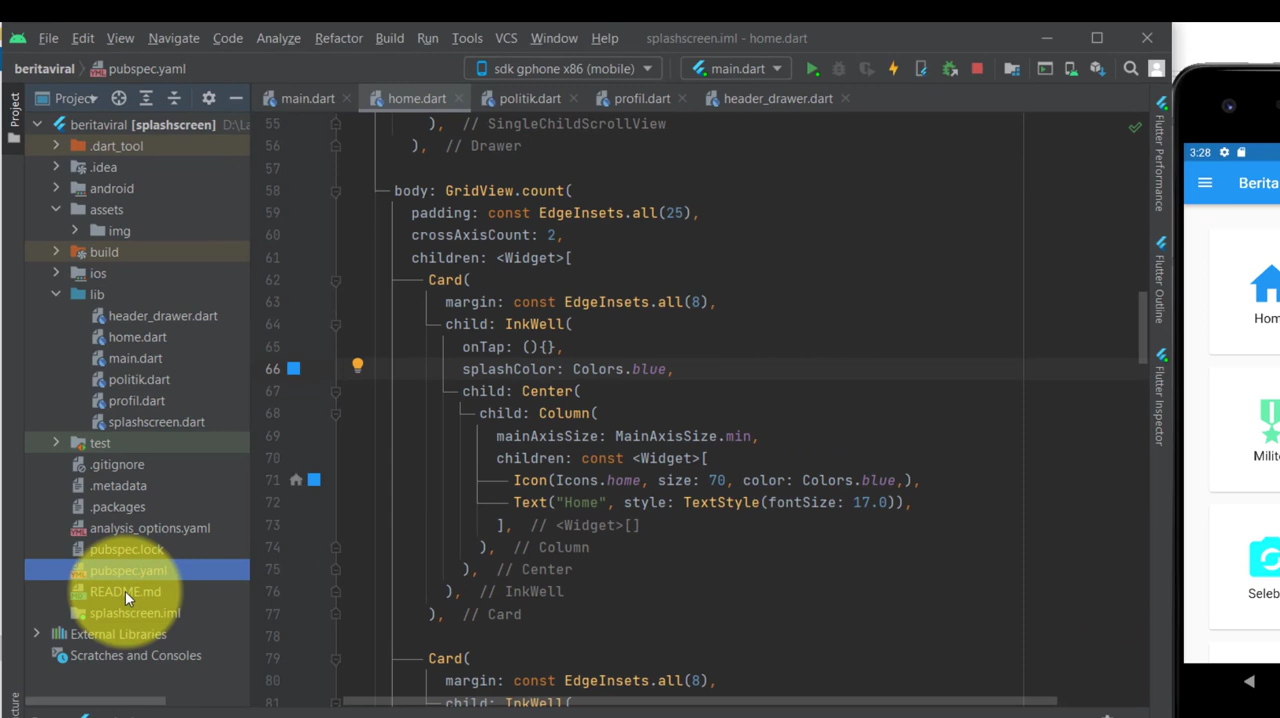 File Edit View Navigate Code Analyze Refactor Build Run Tools VCS Window Help splashscreen.iml - home.dart
beritaviral pubspec.yaml sdk gphone x86 (mobile) main.dart
Project main.dart home.dart politik.dart profil.dart header_drawer.dart
Project
beritaviral [splashscreen] D:\La
.dart_tool
.idea
android
assets
img
build
ios
lib
header_drawer.dart
home.dart
main.dart
politik.dart
profil.dart
splashscreen.dart
test
.gitignore
.metadata
.packages
analysis_options.yaml
pubspec.lock
pubspec.yaml
README.md
splashscreen.iml
External Libraries
Scratches and Consoles
55 ), // SingleChildScrollView
56 ), // Drawer
57
58 body: GridView.count(
59 padding: const EdgeInsets.all(25),
60 crossAxisCount: 2,
61 children: <Widget>[
62 Card(
63 margin: const EdgeInsets.all(8),
64 child: InkWell(
65 onTap: (){},
66 splashColor: Colors.blue,
67 child: Center(
68 child: Column(
69 mainAxisSize: MainAxisSize.min,
70 children: const <Widget>[
71 Icon(Icons.home, size: 70, color: Colors.blue,),
72 Text("Home", style: TextStyle(fontSize: 17.0)),
73 ], // <Widget>[]
74 ), // Column
75 ), // Center
76 ), // InkWell
77 ), // Card
78
79 Card(
80 margin: const EdgeInsets.all(8),
81 child: InkWell(
Flutter Performance
Flutter Outline
Flutter Inspector
3:28
Berita
Hom
Milit
Seleb